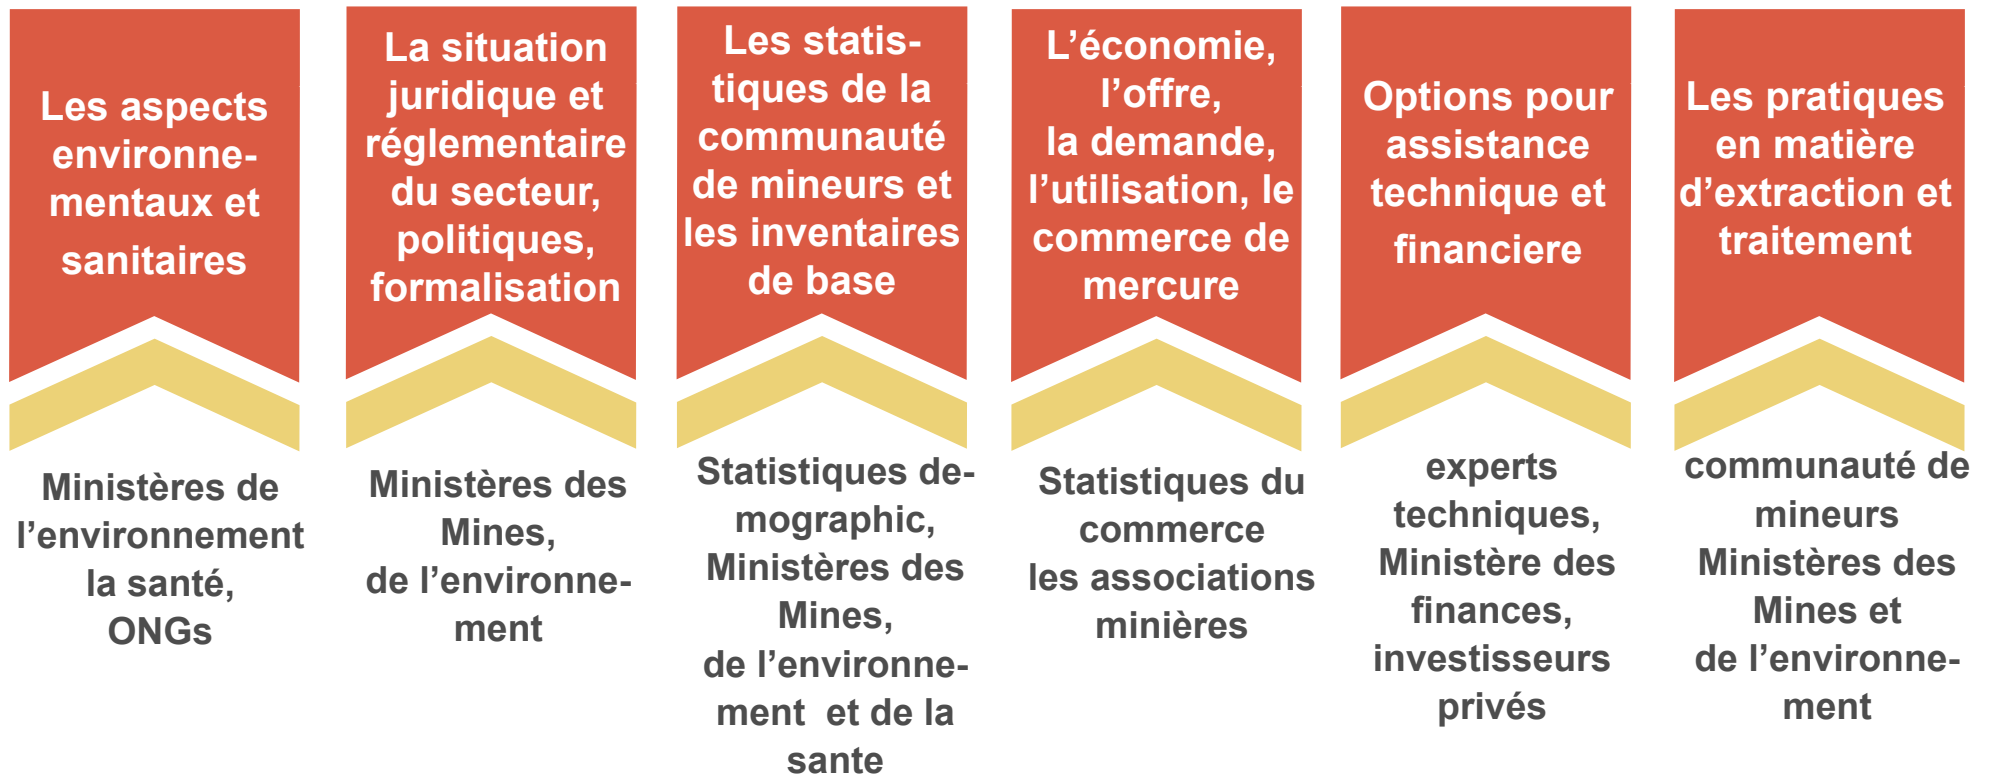 Les aspects
environne-
mentaux et
sanitaires
Ministères de
l’environnement
la santé,
ONGs
La situation
juridique et
réglementaire
du secteur,
politiques,
formalisation
Ministères des
Mines,
de l’environne-
ment
Les statis-
tiques de la
communauté
de mineurs et
les inventaires
de base
Statistiques de-
mographic,
Ministères des
Mines,
de l’environne-
ment et de la
sante
L’économie,
l’offre,
la demande,
l’utilisation, le
commerce de
mercure
Statistiques du
commerce
les associations
minières
Options pour
assistance
technique et
financiere
experts
techniques,
Ministère des
finances,
investisseurs
privés
Les pratiques
en matière
d’extraction et
traitement
communauté de
mineurs
Ministères des
Mines et
de l’environne-
ment